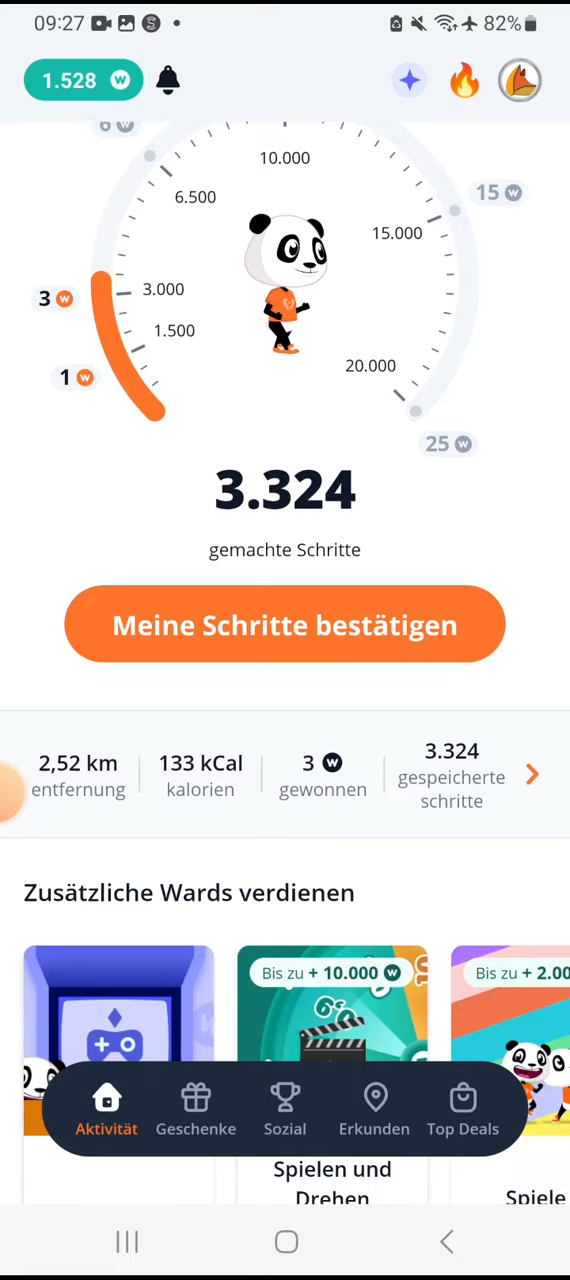 09:27
82%
1.528
6
10.000
6.500
15
15.000
3.000
3
1.500
20.000
1
25
3.324
gemachte Schritte
Meine Schritte bestätigen
2,52 km
entfernung
133 kCal
kalorien
3
gewonnen
3.324
gespeicherte
schritte
Zusätzliche Wards verdienen
Bis zu + 10.000
Bis zu + 2.00
Aktivität
Geschenke
Sozial
Erkunden
Top Deals
Spielen und
Drehen
Spiele